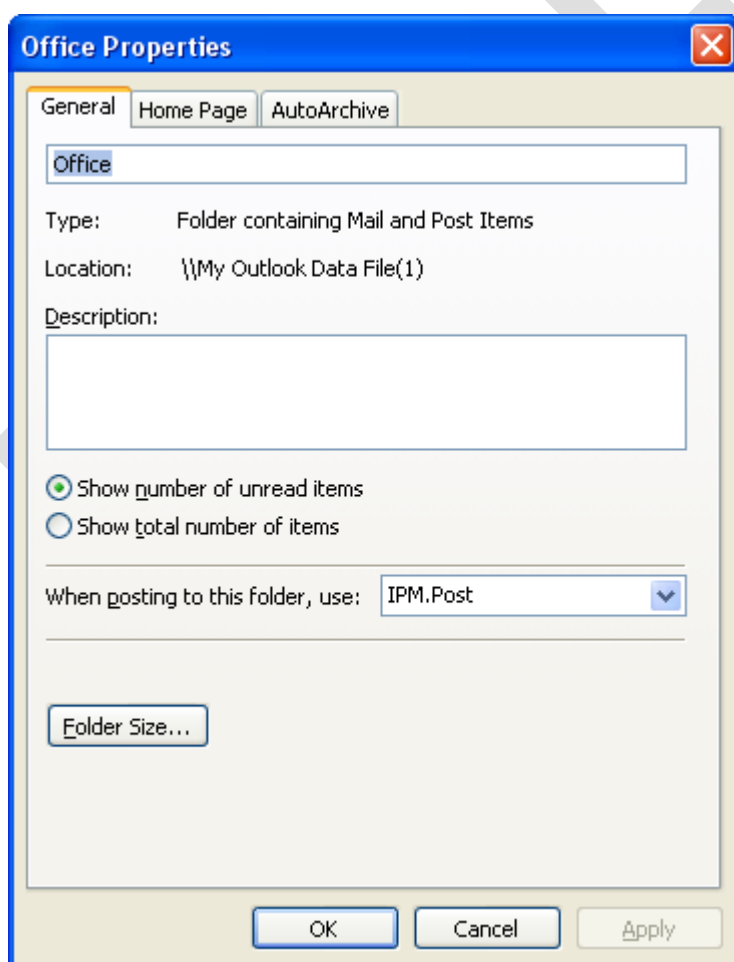 Office Properties
General Home Page AutoArchive
Office
Type: Folder containing Mail and Post Items
Location: \\My Outlook Data File(1)
Description:
Show number of unread items
Show total number of items
When posting to this folder, use: IPM.Post
Folder Size...
OK Cancel Apply